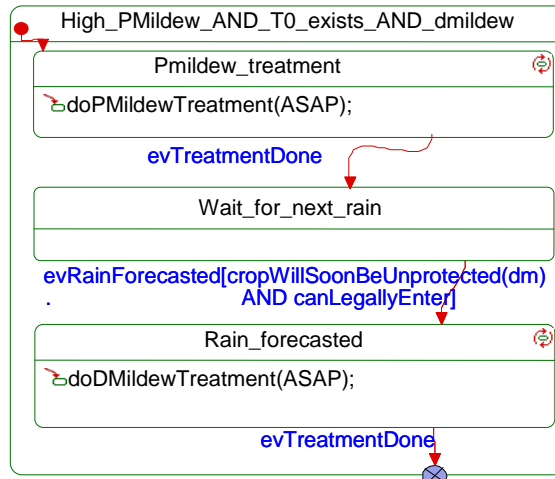 High_PMildew_AND_T0_exists_AND_dmildew
Pmildew_treatment
doPMildewTreatment(ASAP);
evTreatmentDone
Wait_for_next_rain
evRainForecasted[cropWillSoonBeUnprotected(dm)
. AND canLegallyEnter]
Rain_forecasted
doDMildewTreatment(ASAP);
evTreatmentDone